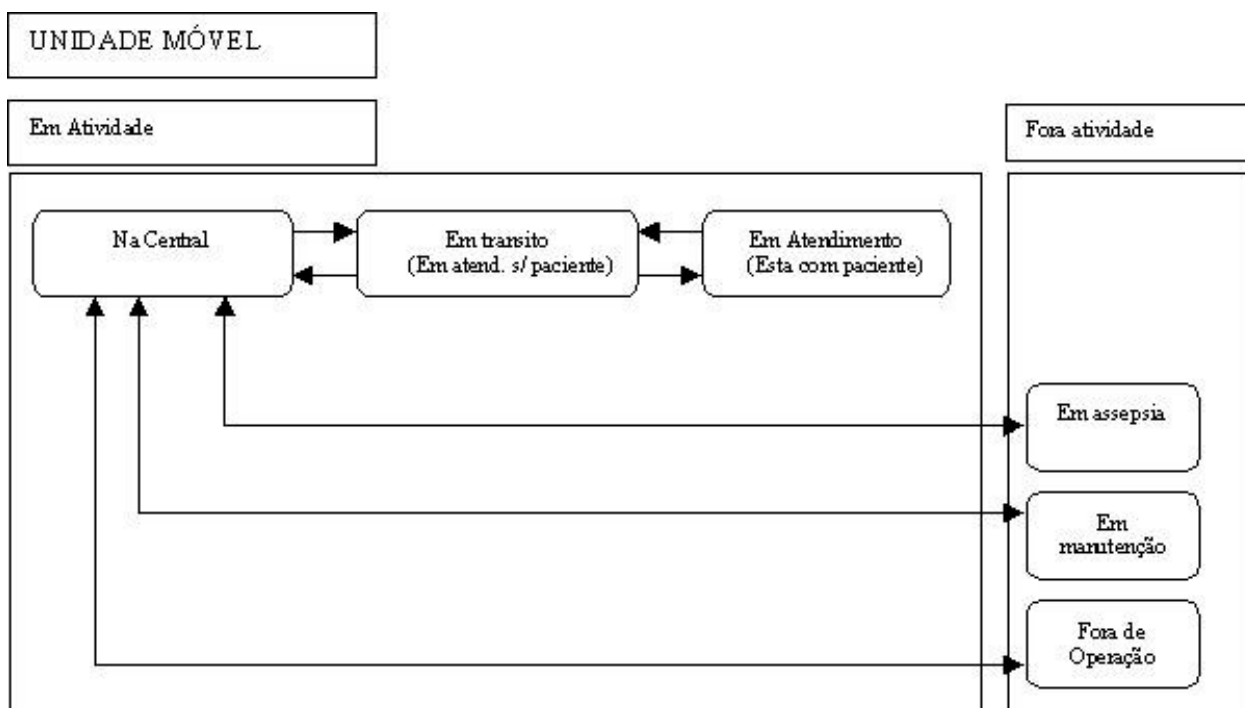 UNIDADE MÓVEL
Em Atividade
Fora atividade
Na Central
Em transito
(Em atend. s/ paciente)
Em Atendimento
(Esta com paciente)
Em assepsia
Em
manutenção
Fora de
Operação